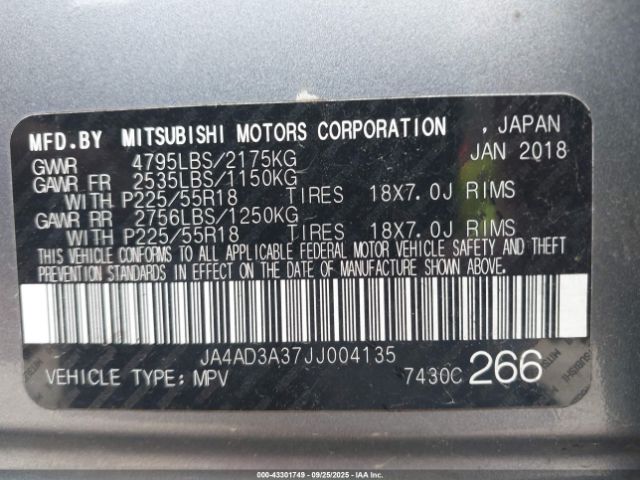 MFD.BY MITSUBISHI MOTORS CORPORATION , JAPAN
GVWR 4795LBS/2175KG JAN 2018
GAWR FR 2535LBS/1150KG
WITH P225/55R18 TIRES 18X7.0J RIMS
GAWR RR 2756LBS/1250KG
WITH P225/55R18 TIRES 18X7.0J RIMS
THIS VEHICLE CONFORMS TO ALL APPLICABLE FEDERAL MOTOR VEHICLE SAFETY AND THEFT
PREVENTION STANDARDS IN EFFECT ON THE DATE OF MANUFACTURE SHOWN ABOVE.
JA4AD3A37JJ004135
VEHICLE TYPE: MPV 7430C 266
MITSUBISHI
000-43301749 - 09/25/2025 - IAAI Inc.